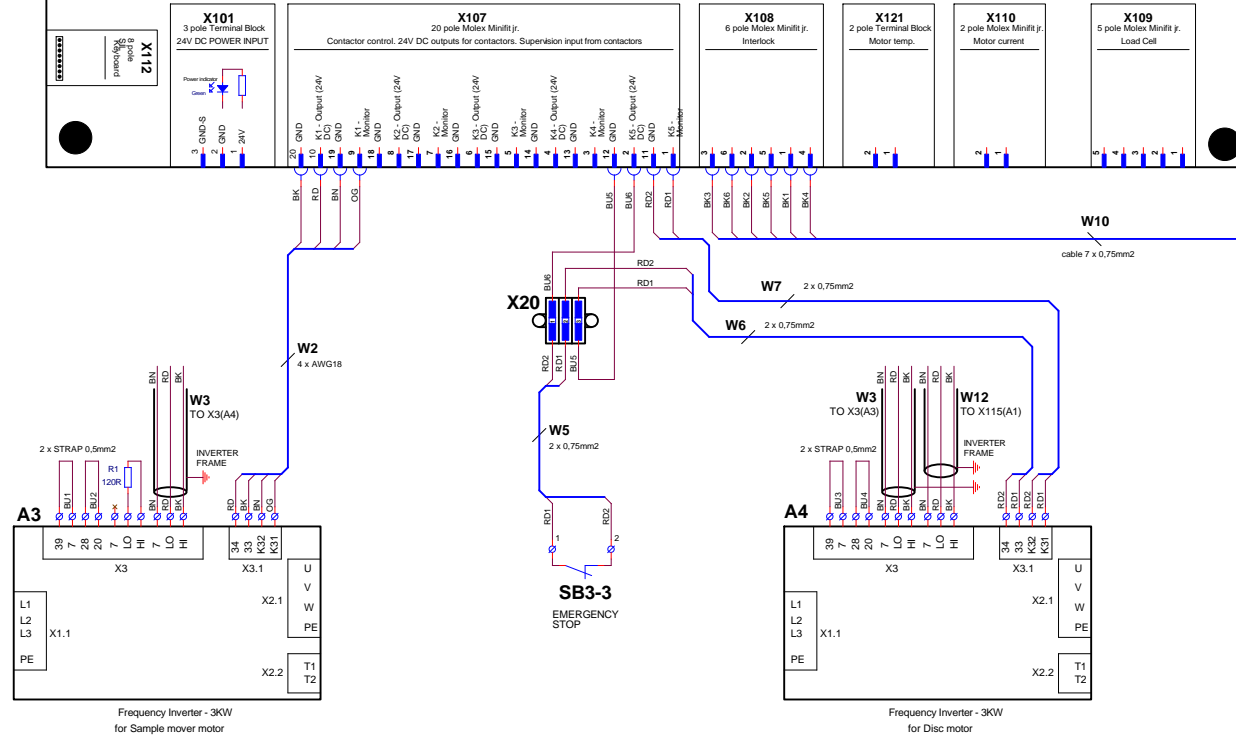 X112
8 pole
SIL
Keyboard
X101
3 pole Terminal Block
24V DC POWER INPUT
Power indicator
Green
3 GND-S
2 GND
1 24V
X107
20 pole Molex Minifit jr.
Contactor control. 24V DC outputs for contactors. Supervision input from contactors
20 GND
10 K1 - Output (24V DC)
19 GND
9 K1 - Monitor
18 GND
8 K2 - Output (24V DC)
17 GND
7 K2 - Monitor
16 GND
6 K3 - Output (24V DC)
15 GND
5 K3 - Monitor
14 GND
4 K4 - Output (24V DC)
13 GND
3 K4 - Monitor
12 GND
2 K5 - Output (24V DC)
11 GND
1 K5 - Monitor
X108
6 pole Molex Minifit jr.
Interlock
3 6 2 5 1 4
X121
2 pole Terminal Block
Motor temp.
2 1
X110
2 pole Molex Minifit jr.
Motor current
2 1
X109
5 pole Molex Minifit jr.
Load Cell
5 4 3 2 1
BK RD BN OG
BU5 BU6 RD2 RD1
BK3 BK6 BK2 BK5 BK1 BK4
W10
cable 7 x 0,75mm2
RD2
RD1
BU6
X20
RD2 RD1 BU5
W7
2 x 0,75mm2
W6
2 x 0,75mm2
W2
4 x AWG18
W5
2 x 0,75mm2
RD1 RD2
1 2
SB3-3
EMERGENCY
STOP
BN RD BK
W3
TO X3(A4)
2 x STRAP 0,5mm2
INVERTER
FRAME
R1
120R
BU1 BU2
BN RD BK
RD BK BN OG
A3
39 7 28 20 7 LO HI 7 LO HI
34 33 K32 K31
X3
X3.1
U
V
W
PE
X2.1
L1
L2
L3
PE
X1.1
T1
T2
X2.2
Frequency Inverter - 3KW
for Sample mover motor
BN RD BK
BN RD BK
W3
TO X3(A3)
W12
TO X115(A1)
2 x STRAP 0,5mm2
INVERTER
FRAME
BU3 BU4
BN RD BK BN RD BK
RD2 RD1 RD2 RD1
A4
39 7 28 20 7 LO HI 7 LO HI
34 33 K32 K31
X3
X3.1
U
V
W
PE
X2.1
L1
L2
L3
PE
X1.1
T1
T2
X2.2
Frequency Inverter - 3KW
for Disc motor